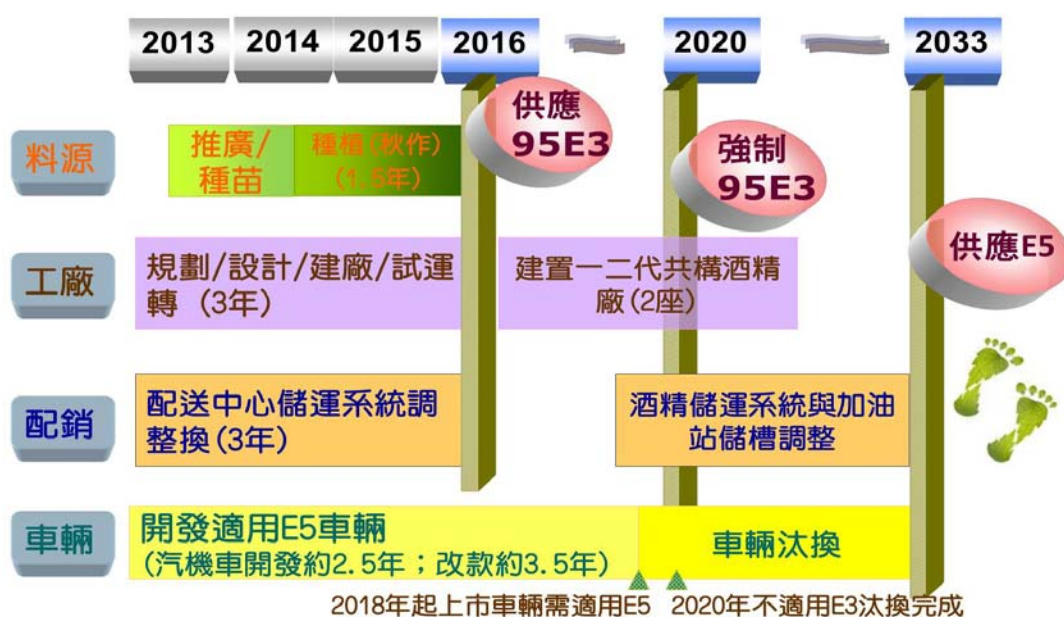 2013
2014
2015
2016
2020
2033
料源
推廣/
種苗
種植(秋作)
(1.5年)
供應
95E3
強制
95E3
供應E5
工廠
規劃/設計/建廠/試運
轉 (3年)
建置一二代共構酒精
廠(2座)
配銷
配送中心儲運系統調
整換(3年)
酒精儲運系統與加油
站儲槽調整
車輛
開發適用E5車輛
(汽機車開發約2.5年；改款約3.5年)
車輛汰換
2018年起上市車輛需適用E5
2020年不適用E3汰換完成